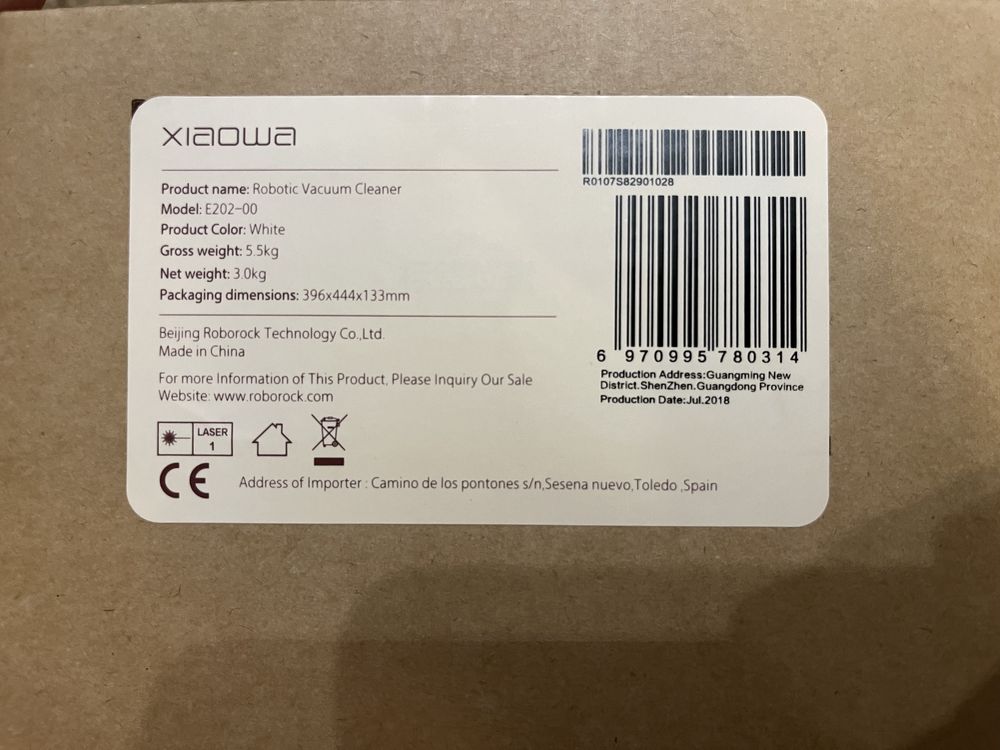 xiaowa
Product name: Robotic Vacuum Cleaner
Model: E202-00
Product Color: White
Gross weight: 5.5kg
Net weight: 3.0kg
Packaging dimensions: 396x444x133mm
Beijing Roborock Technology Co.,Ltd.
Made in China
For more Information of This Product, Please Inquiry Our Sale
Website: www.roborock.com
LASER
1
CE
Address of Importer : Camino de los pontones s/n,Sesena nuevo,Toledo ,Spain
R0107S82901028
6 970995 780314
Production Address:Guangming New
District.ShenZhen.Guangdong Province
Production Date:Jul.2018